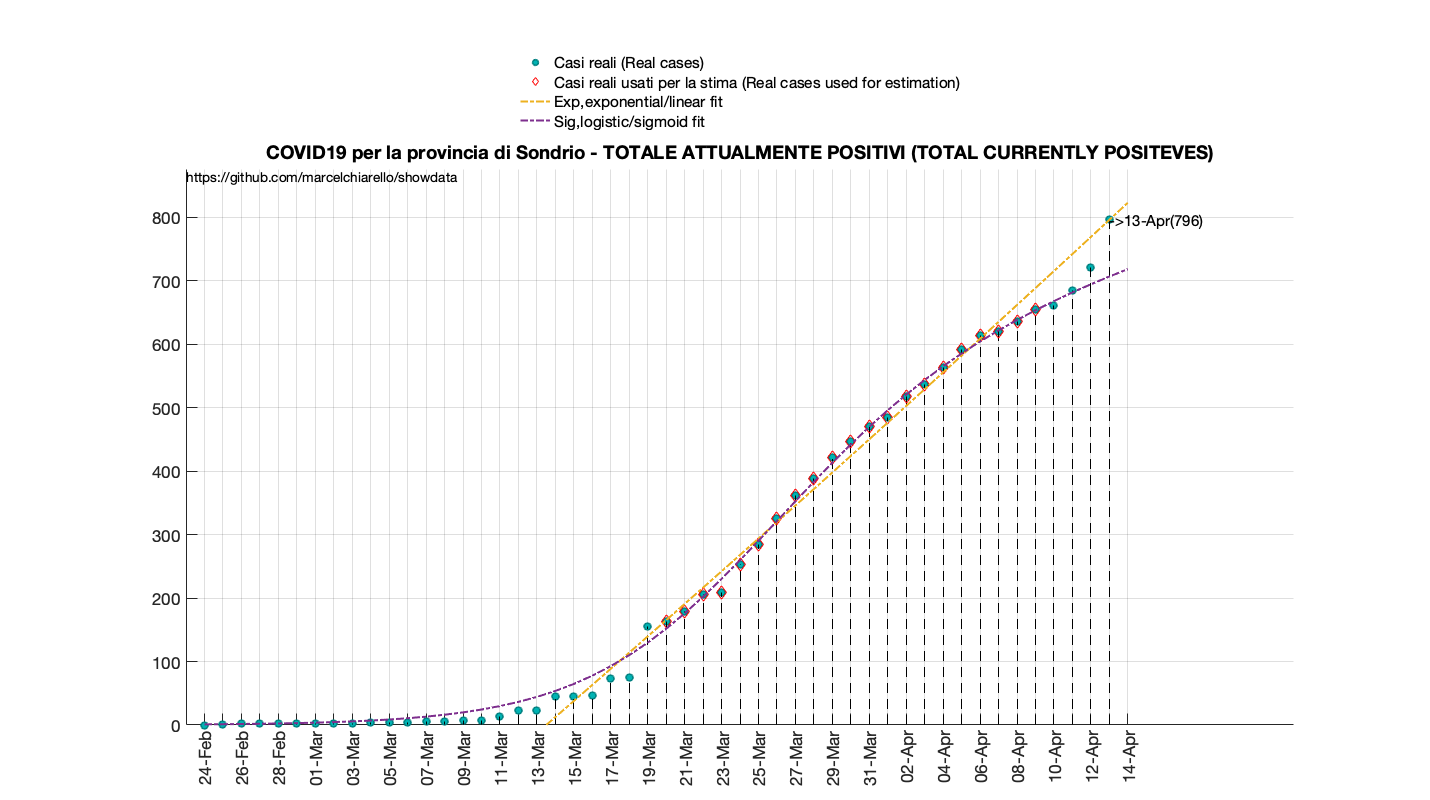 Casi reali (Real cases)
Casi reali usati per la stima (Real cases used for estimation)
Exp,exponential/linear fit
Sig,logistic/sigmoid fit
COVID19 per la provincia di Sondrio - TOTALE ATTUALMENTE POSITIVI (TOTAL CURRENTLY POSITEVES)
https://github.com/marcelchiarello/showdata
800
->13-Apr(796)
700
600
500
400
300
200
100
0
24-Feb
26-Feb
28-Feb
01-Mar
03-Mar
05-Mar
07-Mar
09-Mar
11-Mar
13-Mar
15-Mar
17-Mar
19-Mar
21-Mar
23-Mar
25-Mar
27-Mar
29-Mar
31-Mar
02-Apr
04-Apr
06-Apr
08-Apr
10-Apr
12-Apr
14-Apr